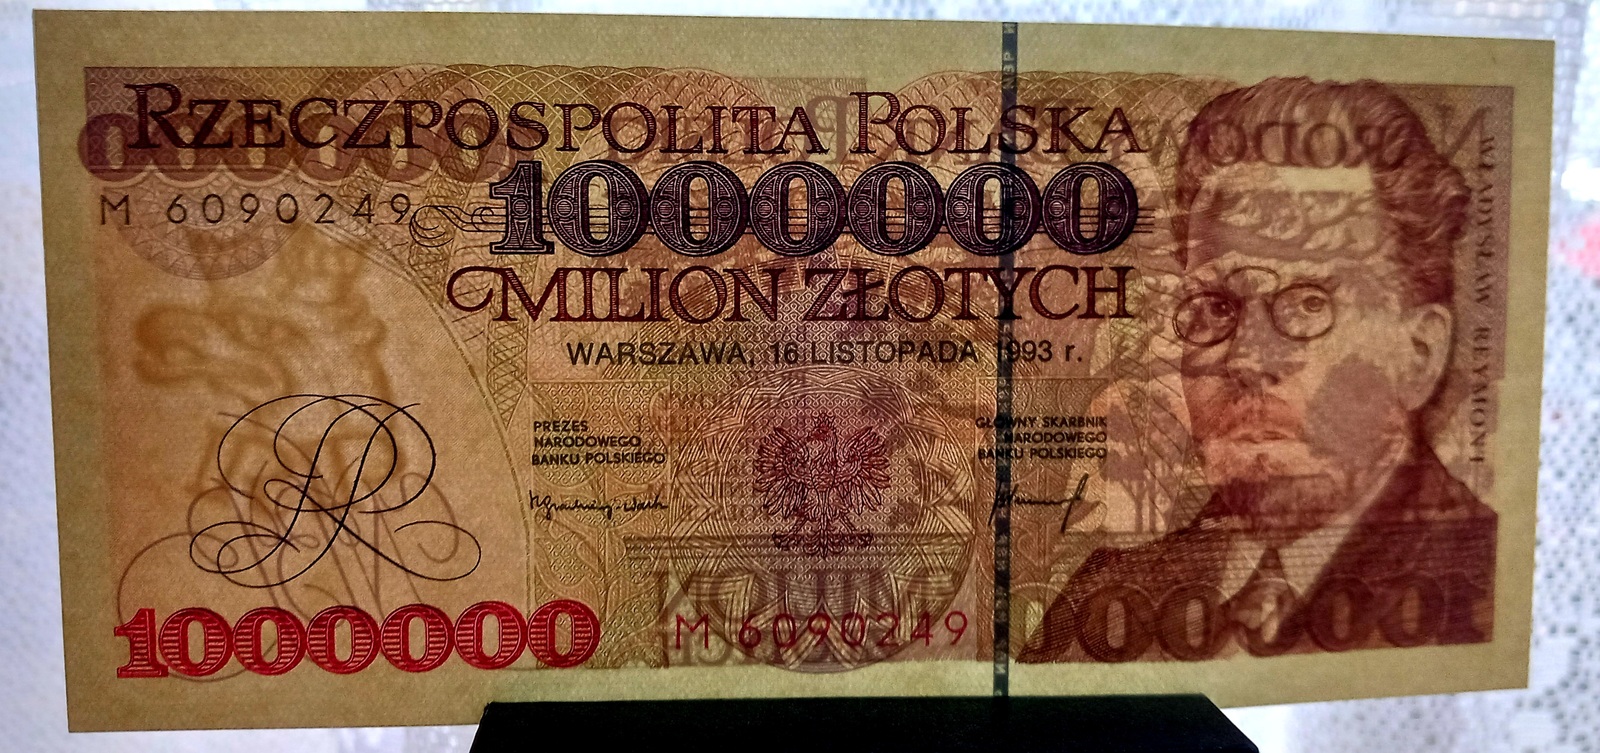 RZECZPOSPOLITA POLSKA
1000000
M 6090249
MILION ZŁOTYCH
WARSZAWA, 16 LISTOPADA 1993 r.
PREZES
NARODOWEGO
BANKU POLSKIEGO
GŁÓWNY SKARBNIK
NARODOWEGO
BANKU POLSKIEGO
1000000
M 6090249
WŁADYSŁAW REYMONT